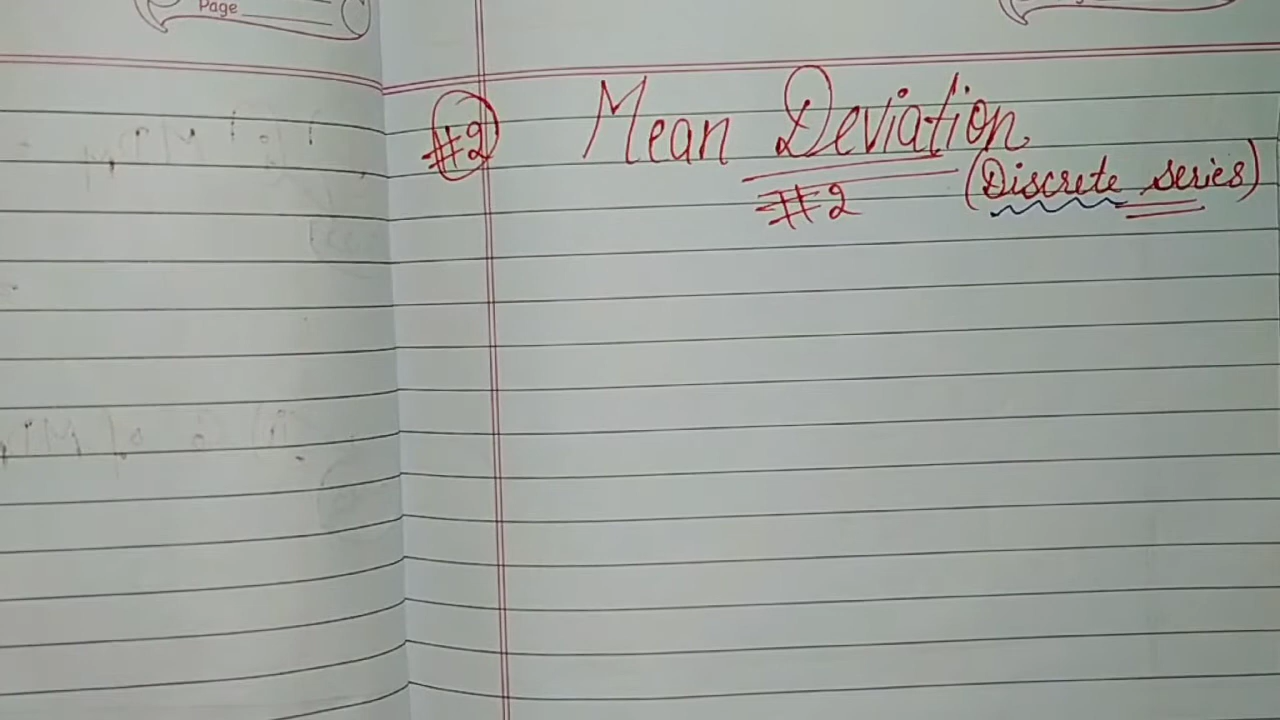 Page
#2 Mean Deviation
#2 (Discrete series)